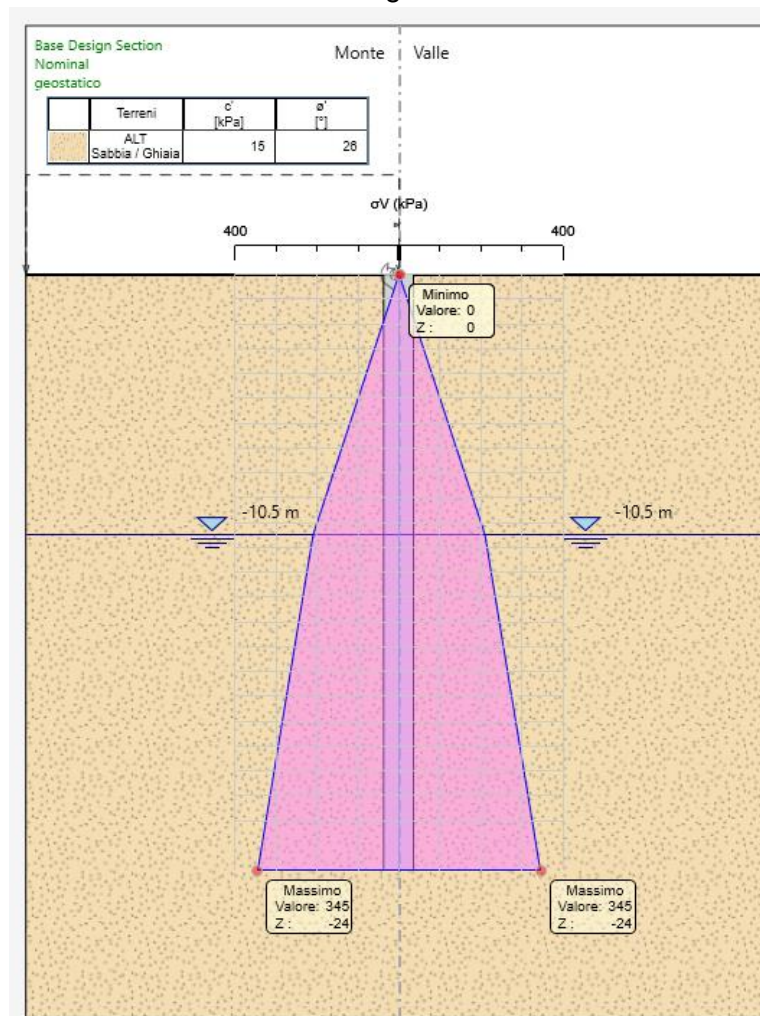 Base Design Section
Nominal
geostatico
Monte Valle
Terreni c' [kPa] ø' [°]
ALT Sabbia / Ghiaia 15 26
σV (kPa)
400 400
Minimo
Valore: 0
Z : 0
-10.5 m -10.5 m
Massimo
Valore: 345
Z : -24
Massimo
Valore: 345
Z : -24